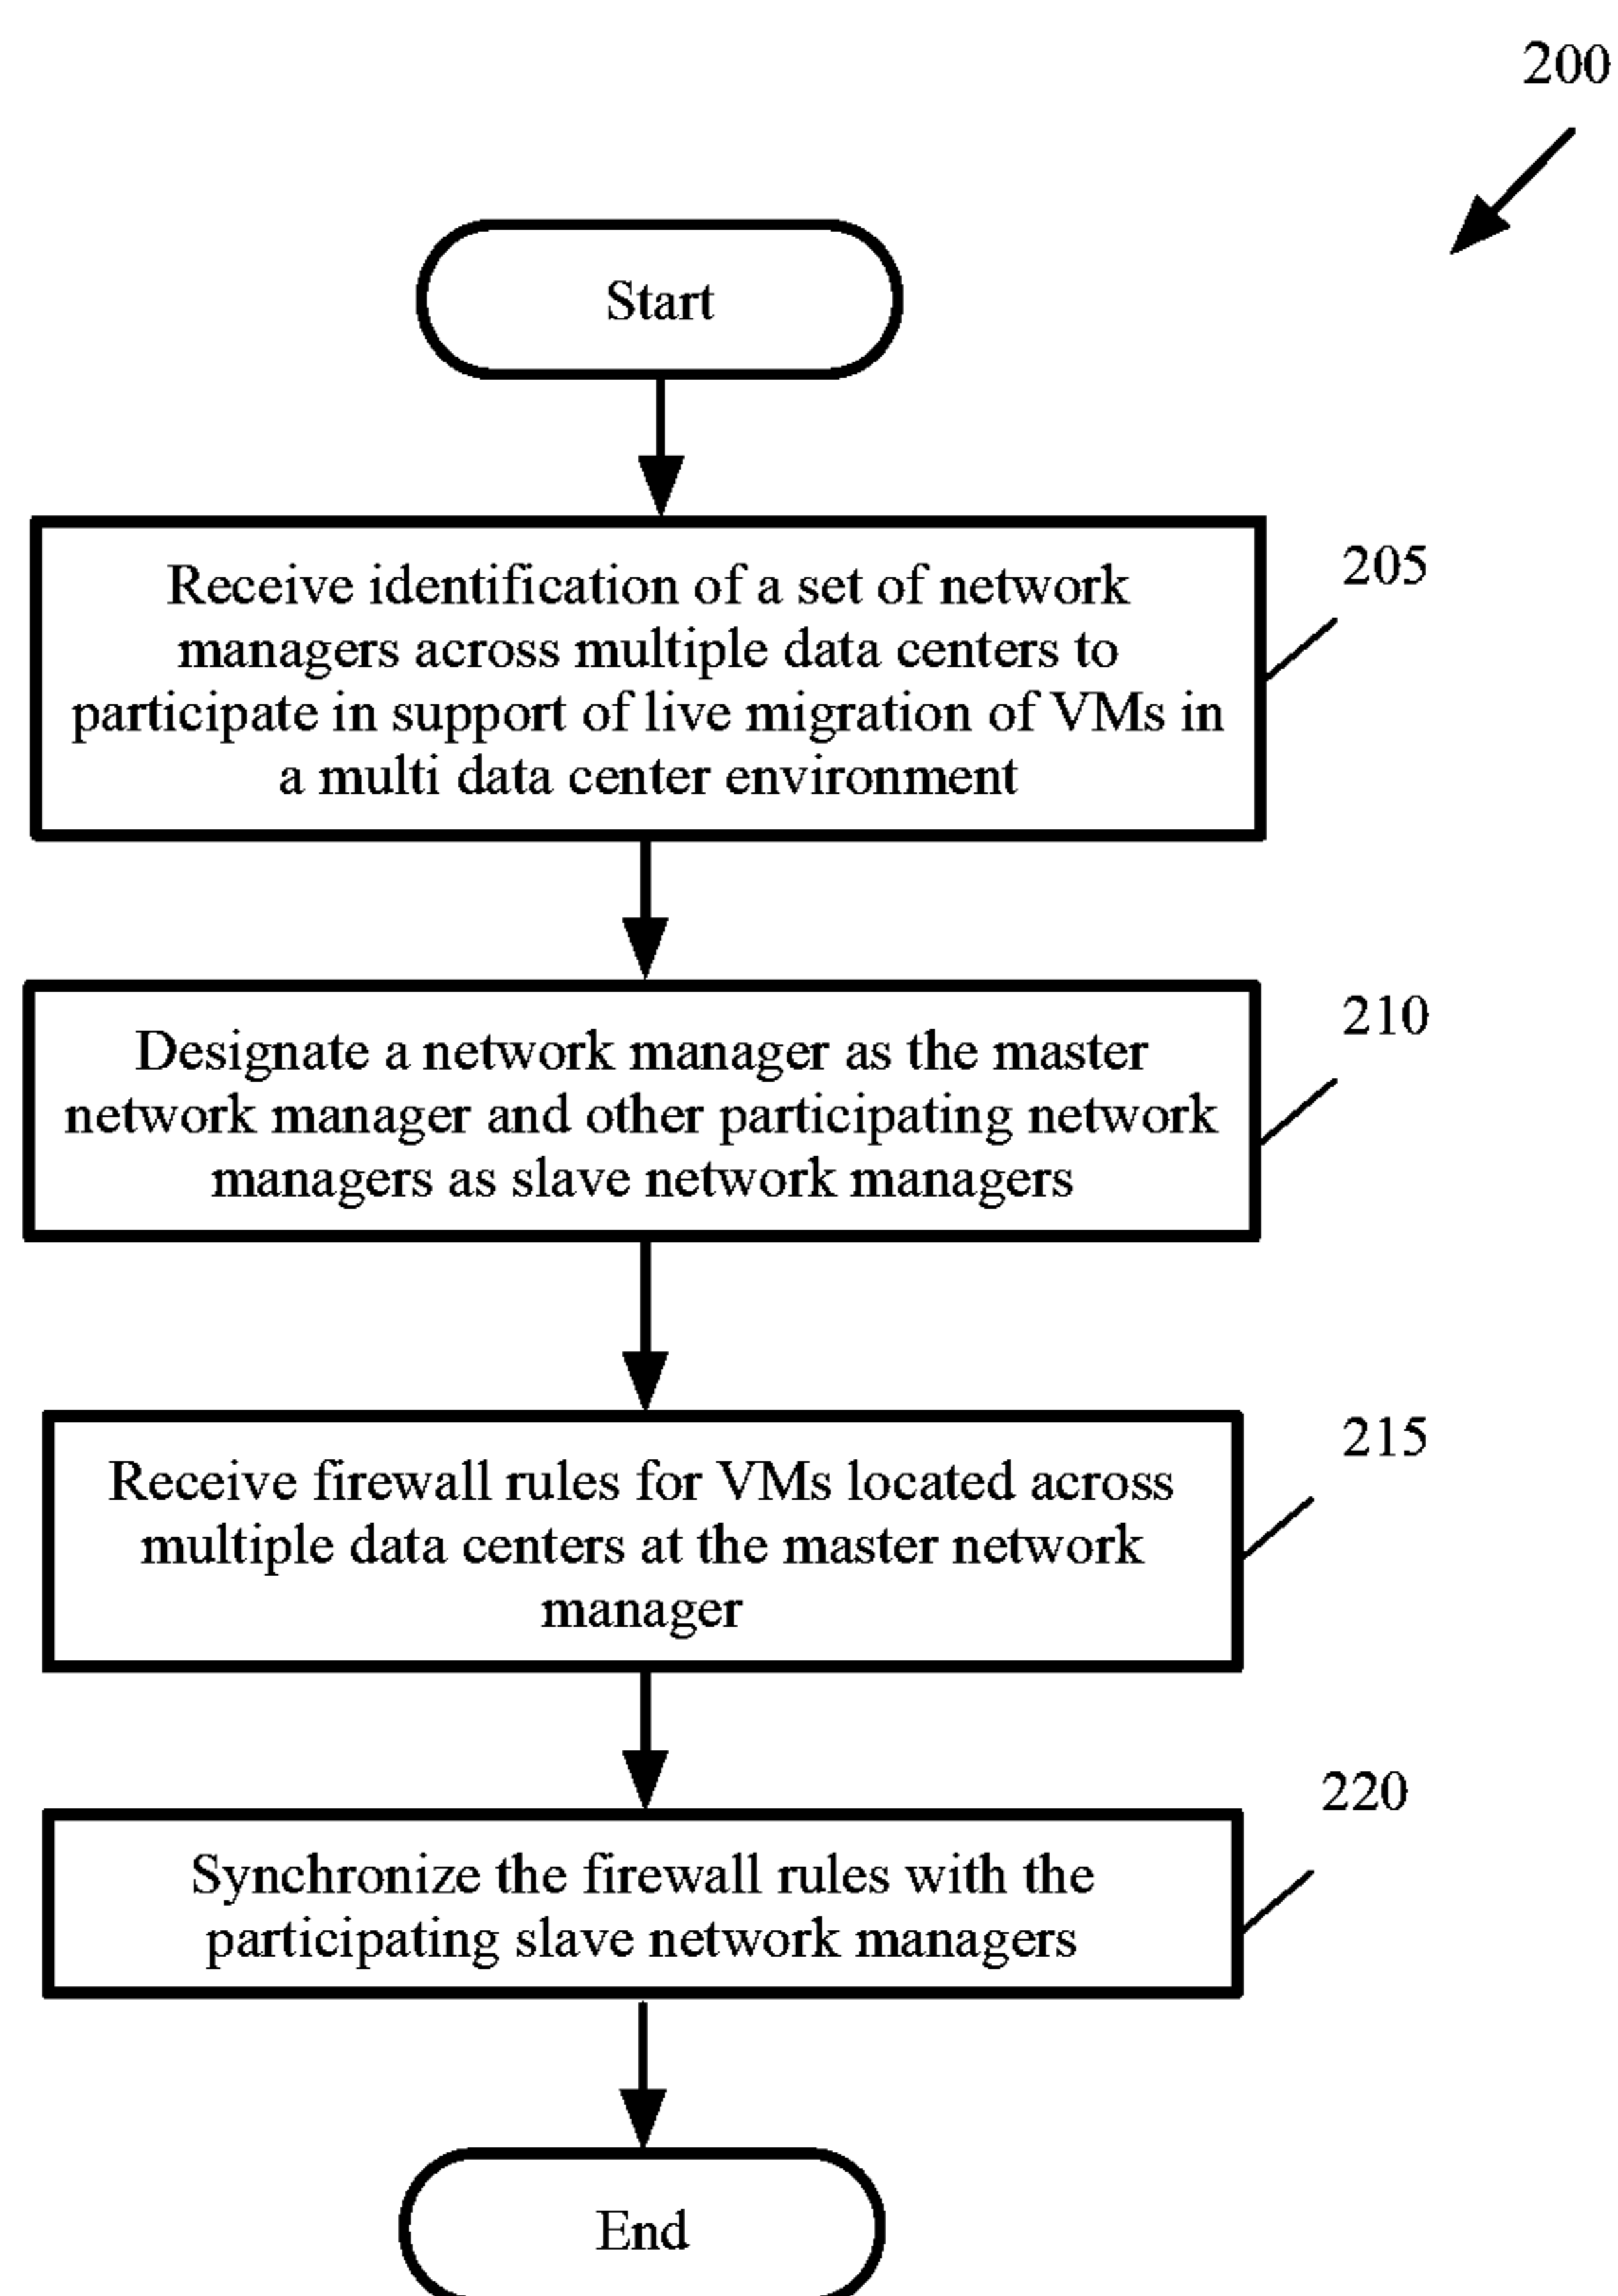 200
Start
Receive identification of a set of network
managers across multiple data centers to
participate in support of live migration of VMs in
a multi data center environment
205
Designate a network manager as the master
network manager and other participating network
managers as slave network managers
210
Receive firewall rules for VMs located across
multiple data centers at the master network
manager
215
Synchronize the firewall rules with the
participating slave network managers
220
End